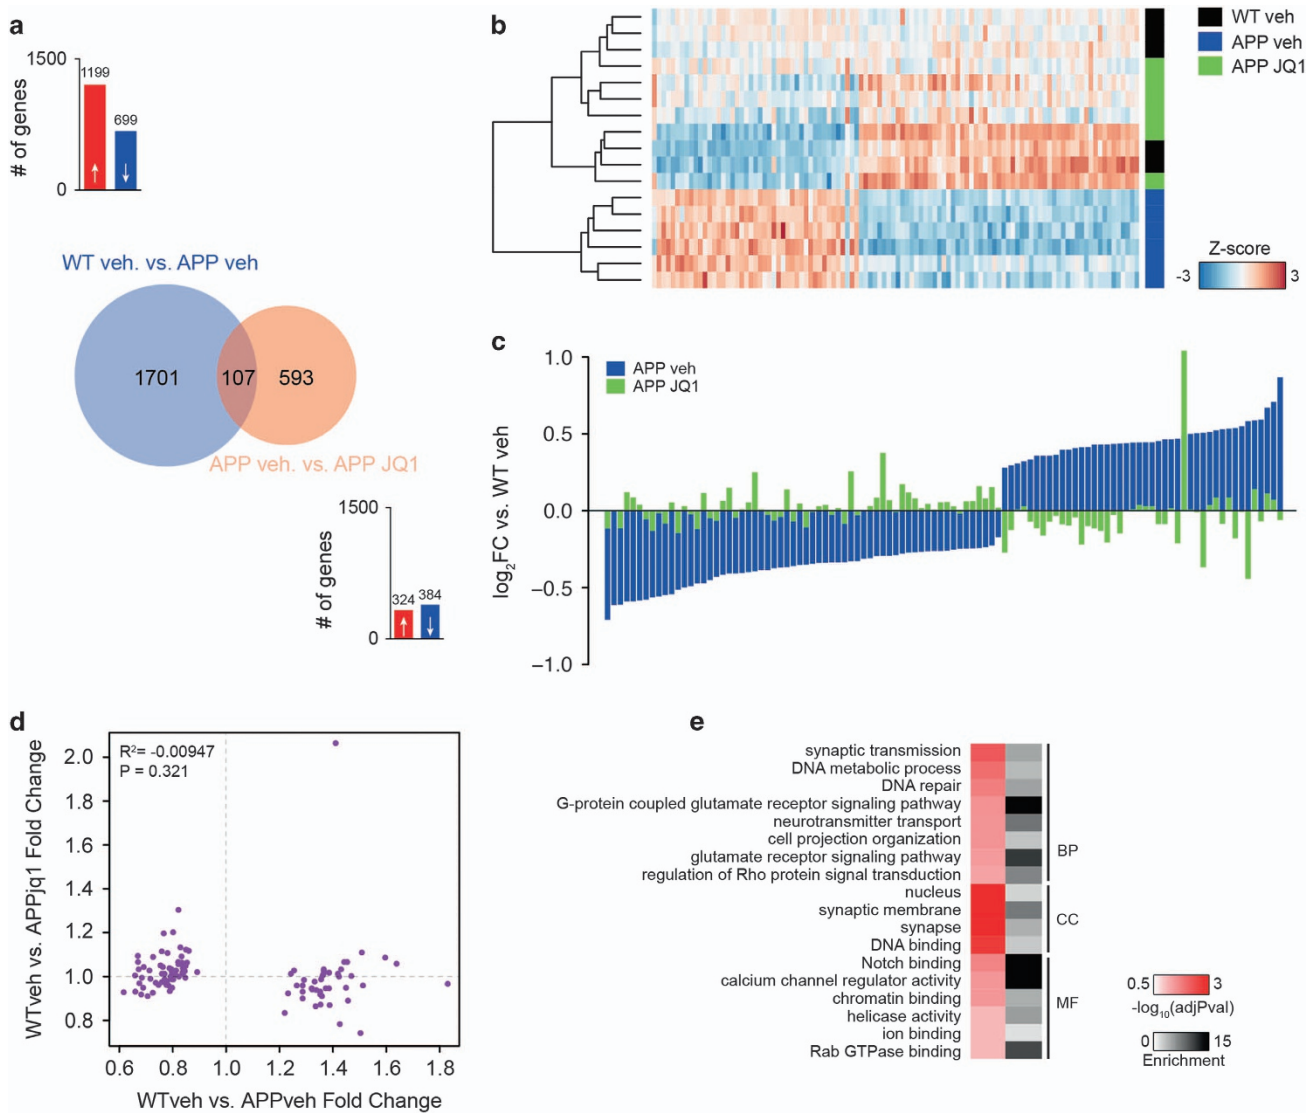 a
1500
1199
699
# of genes
0
WT veh. vs. APP veh
1701
107
593
APP veh. vs. APP JQ1
1500
324
384
# of genes
0
b
WT veh
APP veh
APP JQ1
Z-score
-3
3
c
1.0
0.5
0.0
−0.5
−1.0
log2FC vs. WT veh
APP veh
APP JQ1
d
R2= -0.00947
P = 0.321
2.0
1.8
1.6
1.4
1.2
1.0
0.8
WTveh vs. APPjq1 Fold Change
0.6 0.8 1.0 1.2 1.4 1.6 1.8
WTveh vs. APPveh Fold Change
e
synaptic transmission
DNA metabolic process
DNA repair
G-protein coupled glutamate receptor signaling pathway
neurotransmitter transport
cell projection organization
glutamate receptor signaling pathway
regulation of Rho protein signal transduction
nucleus
synaptic membrane
synapse
DNA binding
Notch binding
calcium channel regulator activity
chromatin binding
helicase activity
ion binding
Rab GTPase binding
BP
CC
MF
0.5 3
-log10(adjPval)
0 15
Enrichment